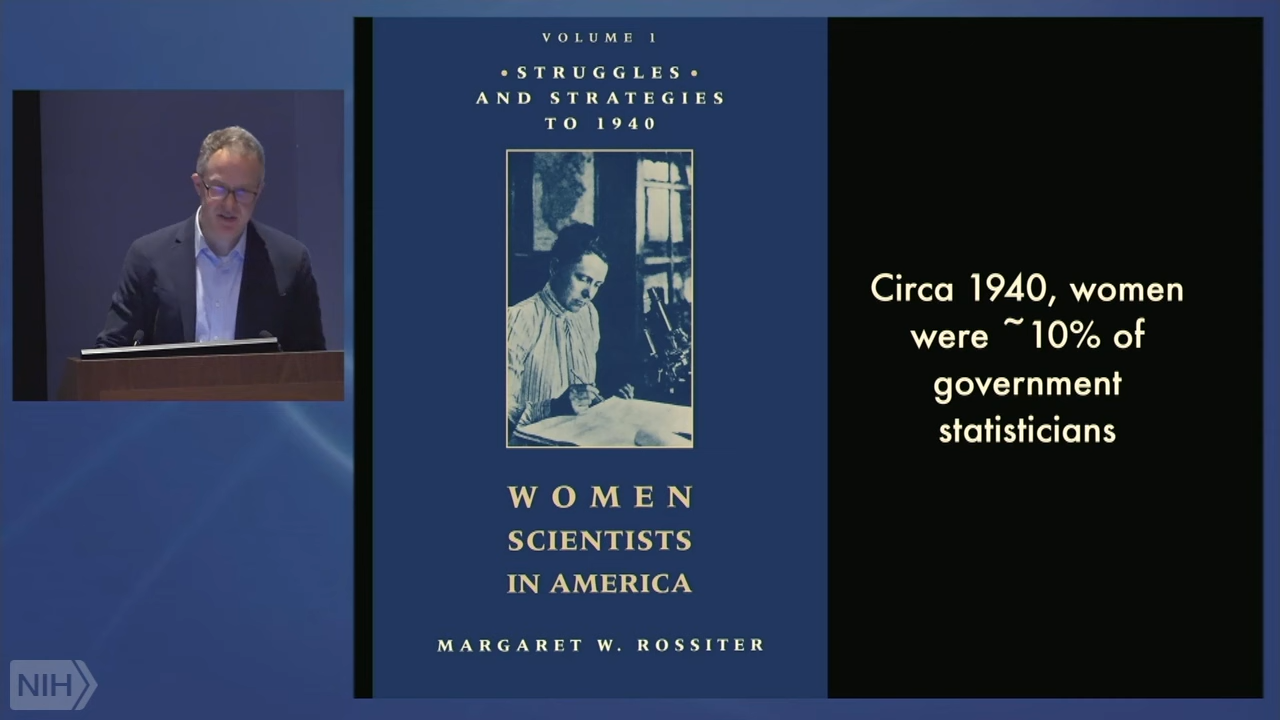 VOLUME 1
• STRUGGLES •
AND STRATEGIES
TO 1940
WOMEN
SCIENTISTS
IN AMERICA
MARGARET W. ROSSITER
Circa 1940, women
were ~10% of
government
statisticians
NIH